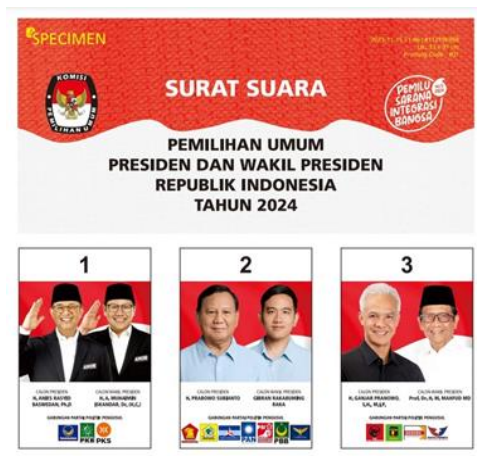 SPECIMEN
KOMISI
PEMILIHAN UMUM
SURAT SUARA
PEMILU
SARANA
INTEGRASI
BANGSA
PEMILIHAN UMUM
PRESIDEN DAN WAKIL PRESIDEN
REPUBLIK INDONESIA
TAHUN 2024
1
CALON PRESIDEN
H. ANIES RASYID
BASWEDAN, Ph.D
CALON WAKIL PRESIDEN
H. A. MUHAIMIN
ISKANDAR,
GABUNGAN PARTAI POLITIK PENGUSUL
PKN PKS
2
CALON PRESIDEN
H. PRABOWO SUBIANTO
CALON WAKIL PRESIDEN
GIBRAN RAKABUMING
RAKA
GABUNGAN PARTAI POLITIK PENGUSUL
PAN
PBB
3
CALON PRESIDEN
H. GANJAR PRANOWO,
S.H., M.I.P.
CALON WAKIL PRESIDEN
Prof. Dr. H. M. MAHFUD MD
GABUNGAN PARTAI POLITIK PENGUSUL